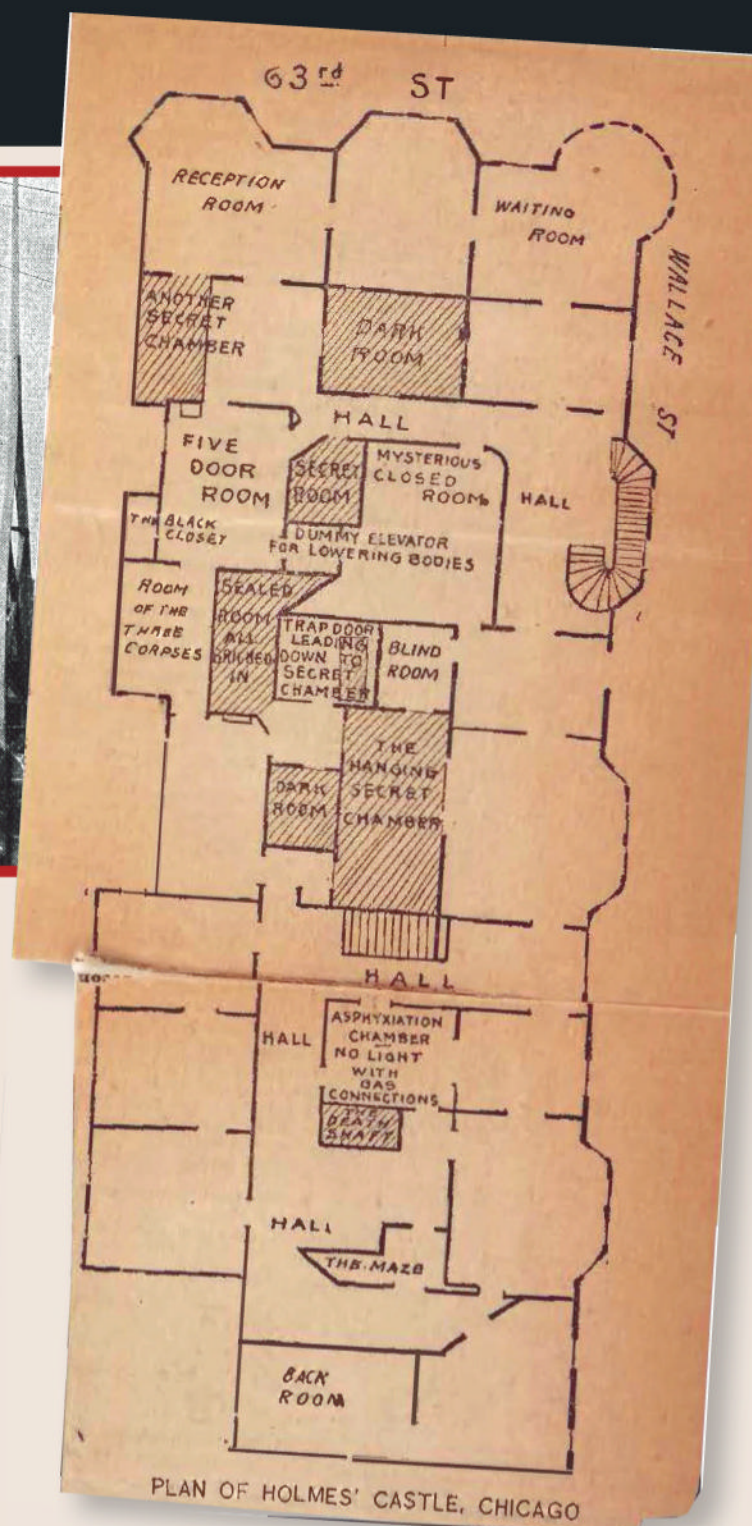 63rd ST
RECEPTION
ROOM
WAITING
ROOM
WALLACE ST
ANOTHER
SECRET
CHAMBER
DARK
ROOM
HALL
FIVE
DOOR
ROOM
SECRET
ROOM
MYSTERIOUS
CLOSED
ROOM
HALL
THE BLACK
CLOSET
DUMMY ELEVATOR
FOR LOWERING BODIES
ROOM
OF THE
THREE
CORPSES
SEALED
ROOM
ALL
BRICKED
IN
TRAP DOOR
LEADING
DOWN TO
SECRET
CHAMBER
BLIND
ROOM
THE
HANGING
SECRET
CHAMBER
DARK
ROOM
HALL
HALL
ASPHYXIATION
CHAMBER
NO LIGHT
WITH
GAS
CONNECTIONS
THE
DEATH
SHAFT
HALL
THE MAZE
BACK
ROOM
PLAN OF HOLMES' CASTLE, CHICAGO